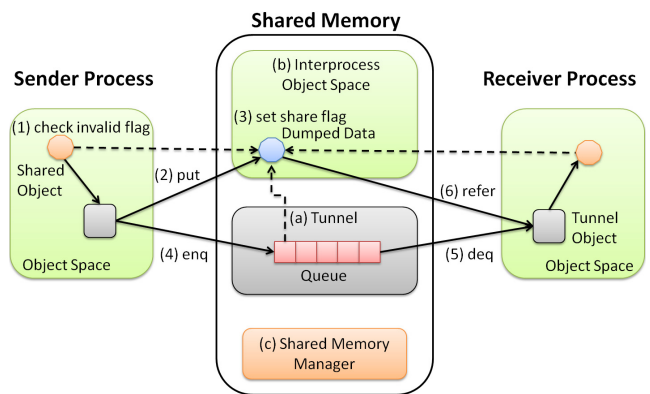 Shared Memory
Sender Process
(b) Interprocess
Object Space
Receiver Process
(1) check invalid flag
(3) set share flag
Dumped Data
Shared
Object
(2) put
(6) refer
(a) Tunnel
Tunnel
Object
(4) enq
(5) deq
Object Space
Queue
Object Space
(c) Shared Memory
Manager